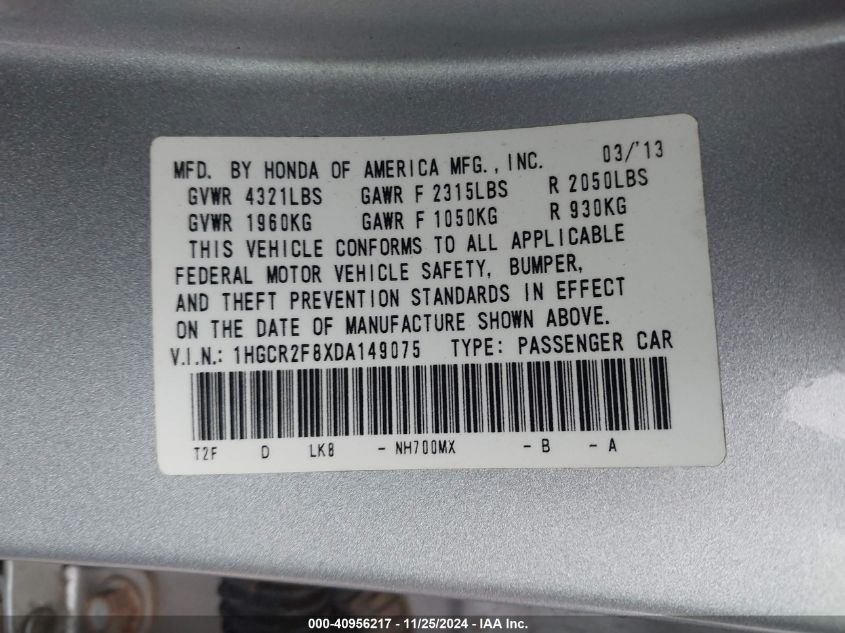 MFD. BY HONDA OF AMERICA MFG., INC. 03/'13
GVWR 4321LBS GAWR F 2315LBS R 2050LBS
GVWR 1960KG GAWR F 1050KG R 930KG
THIS VEHICLE CONFORMS TO ALL APPLICABLE
FEDERAL MOTOR VEHICLE SAFETY, BUMPER,
AND THEFT PREVENTION STANDARDS IN EFFECT
ON THE DATE OF MANUFACTURE SHOWN ABOVE.
V.I.N.: 1HGCR2F8XDA149075 TYPE: PASSENGER CAR
T2F D LK8 - NH700MX - B - A
000-40956217 - 11/25/2024 - © IAA, Inc.